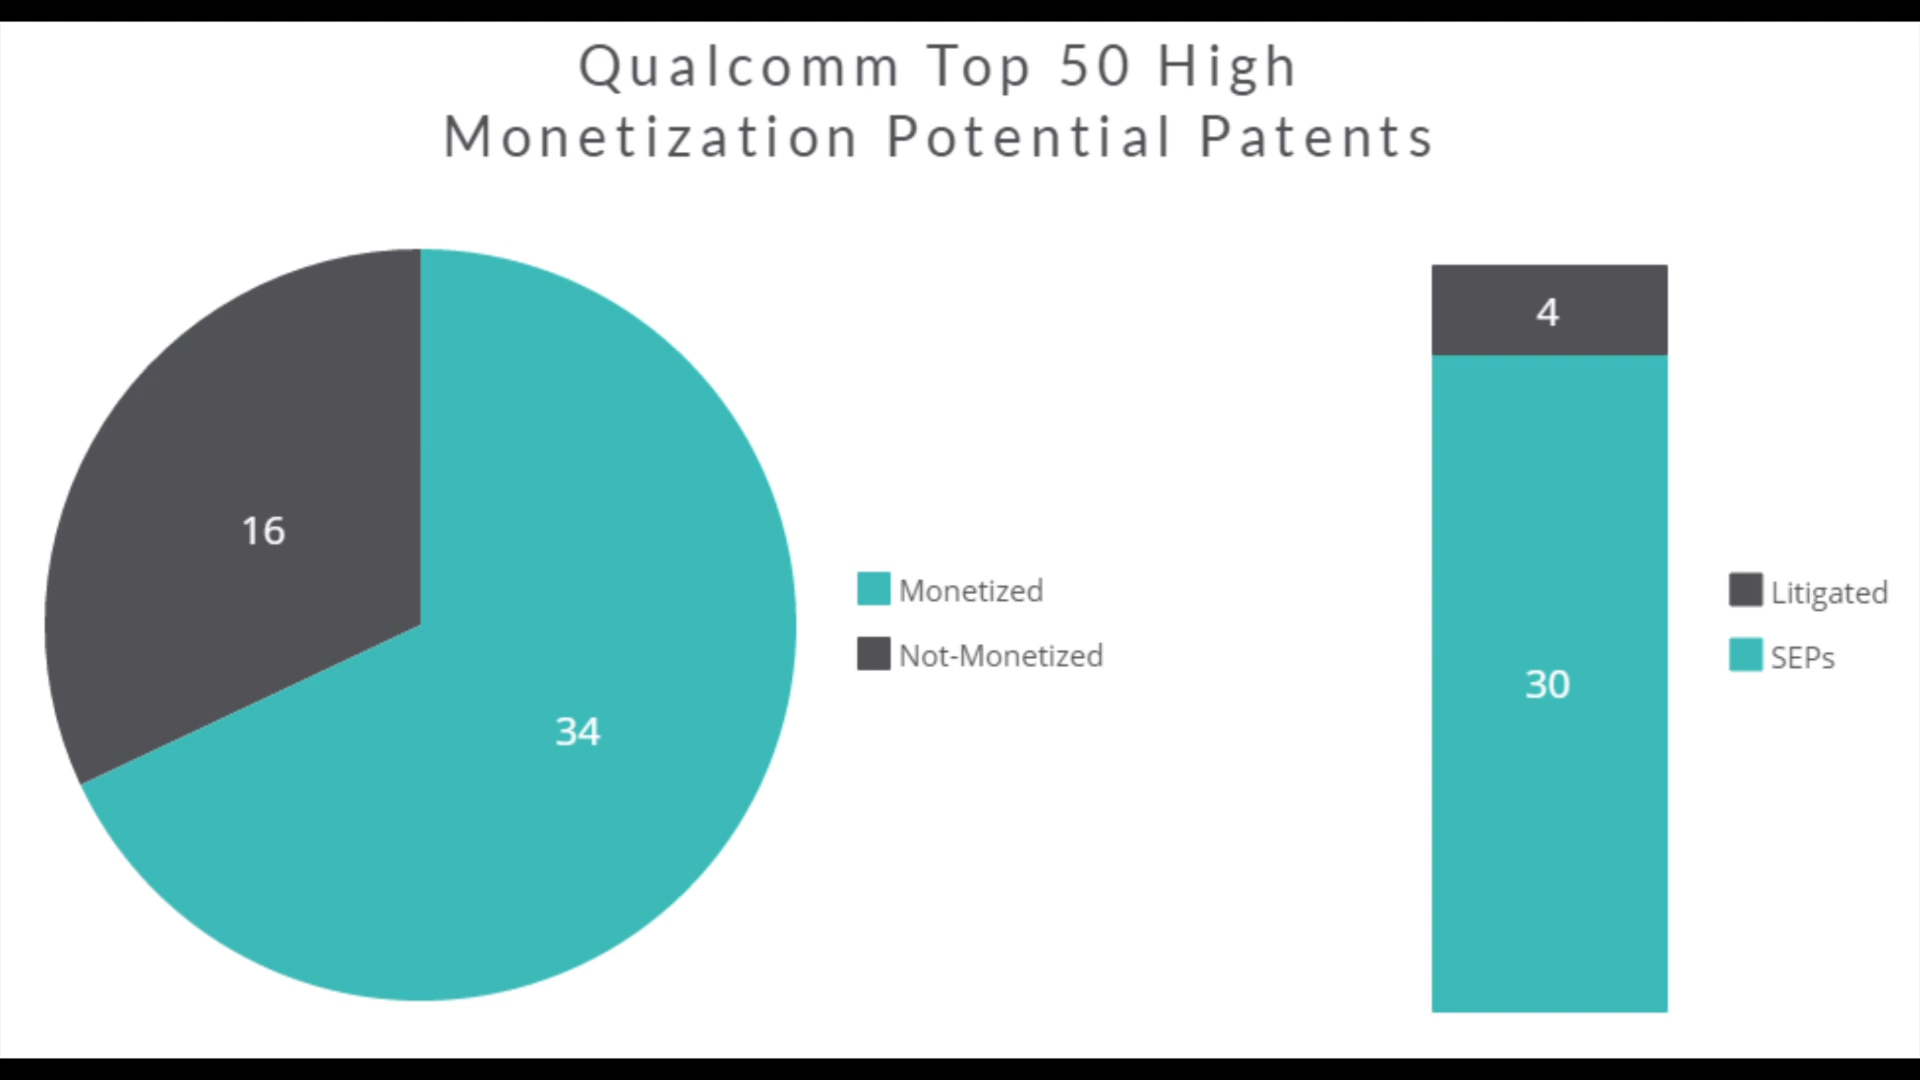 Qualcomm Top 50 High
Monetization Potential Patents
16
34
Monetized
Not-Monetized
4
30
Litigated
SEPs